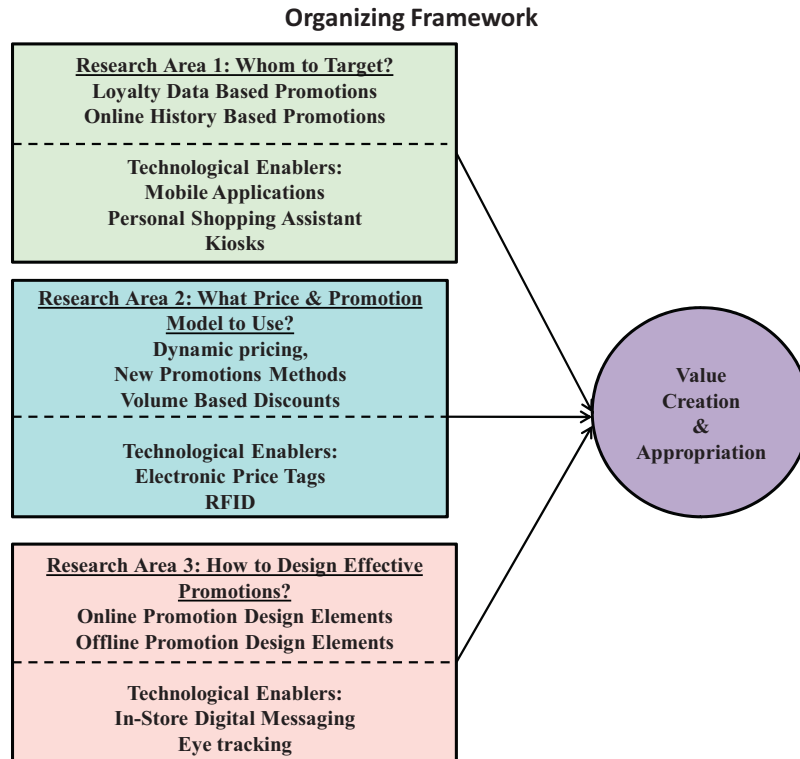 Organizing Framework
Research Area 1: Whom to Target?
Loyalty Data Based Promotions
Online History Based Promotions
Technological Enablers:
Mobile Applications
Personal Shopping Assistant
Kiosks
Research Area 2: What Price & Promotion
Model to Use?
Dynamic pricing,
New Promotions Methods
Volume Based Discounts
Technological Enablers:
Electronic Price Tags
RFID
Research Area 3: How to Design Effective
Promotions?
Online Promotion Design Elements
Offline Promotion Design Elements
Technological Enablers:
In-Store Digital Messaging
Eye tracking
Value
Creation
&
Appropriation